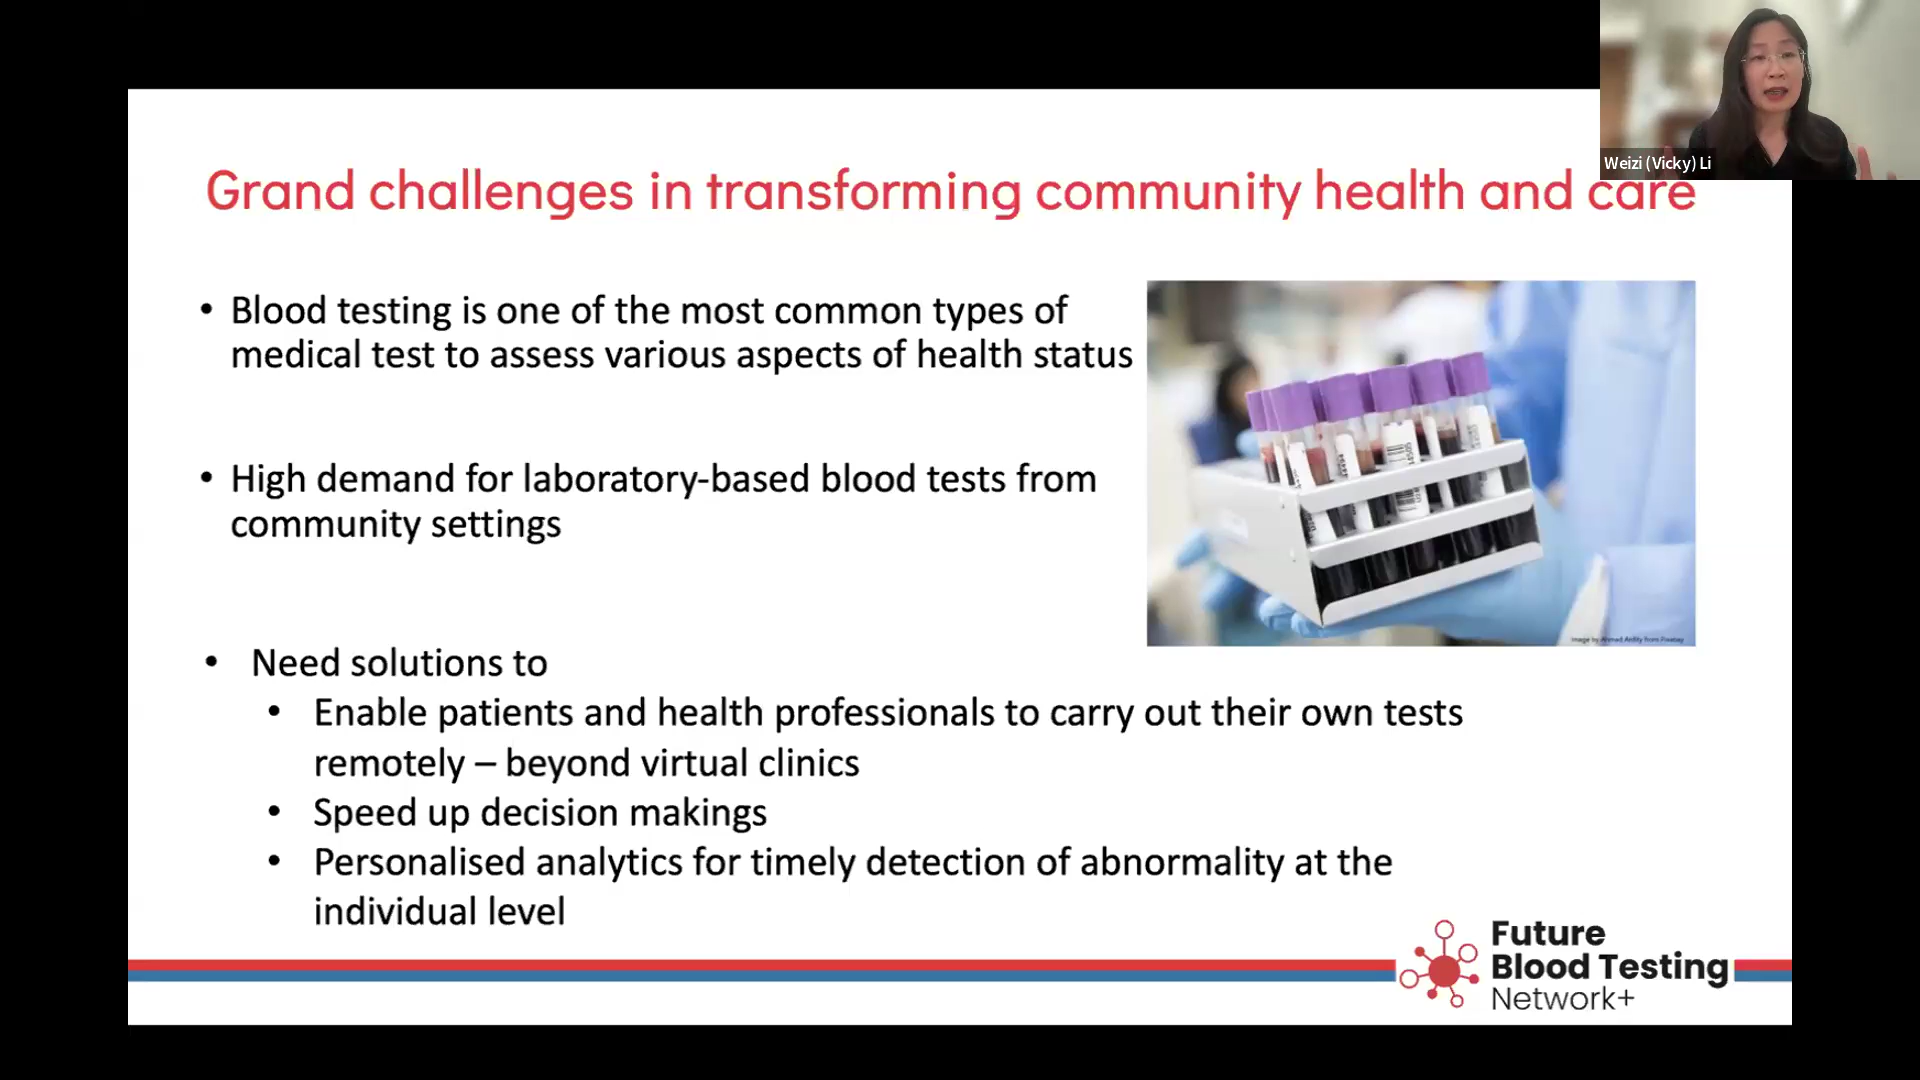 Weizi (Vicky) Li
Grand challenges in transforming community health and care
• Blood testing is one of the most common types of
medical test to assess various aspects of health status
• High demand for laboratory-based blood tests from
community settings
• Need solutions to
• Enable patients and health professionals to carry out their own tests
remotely – beyond virtual clinics
• Speed up decision makings
• Personalised analytics for timely detection of abnormality at the
individual level
Future
Blood Testing
Network+